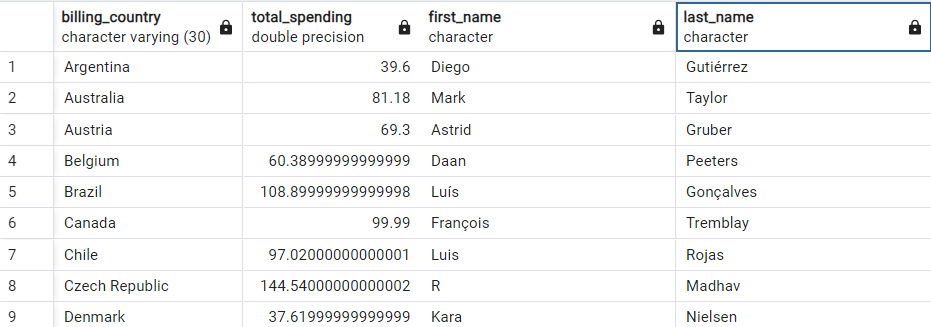 billing_country total_spending first_name last_name
character varying (30) double precision character character
1 Argentina 39.6 Diego Gutiérrez
2 Australia 81.18 Mark Taylor
3 Austria 69.3 Astrid Gruber
4 Belgium 60.38999999999999 Daan Peeters
5 Brazil 108.89999999999998 Luís Gonçalves
6 Canada 99.99 François Tremblay
7 Chile 97.02000000000001 Luis Rojas
8 Czech Republic 144.54000000000002 R Madhav
9 Denmark 37.61999999999999 Kara Nielsen